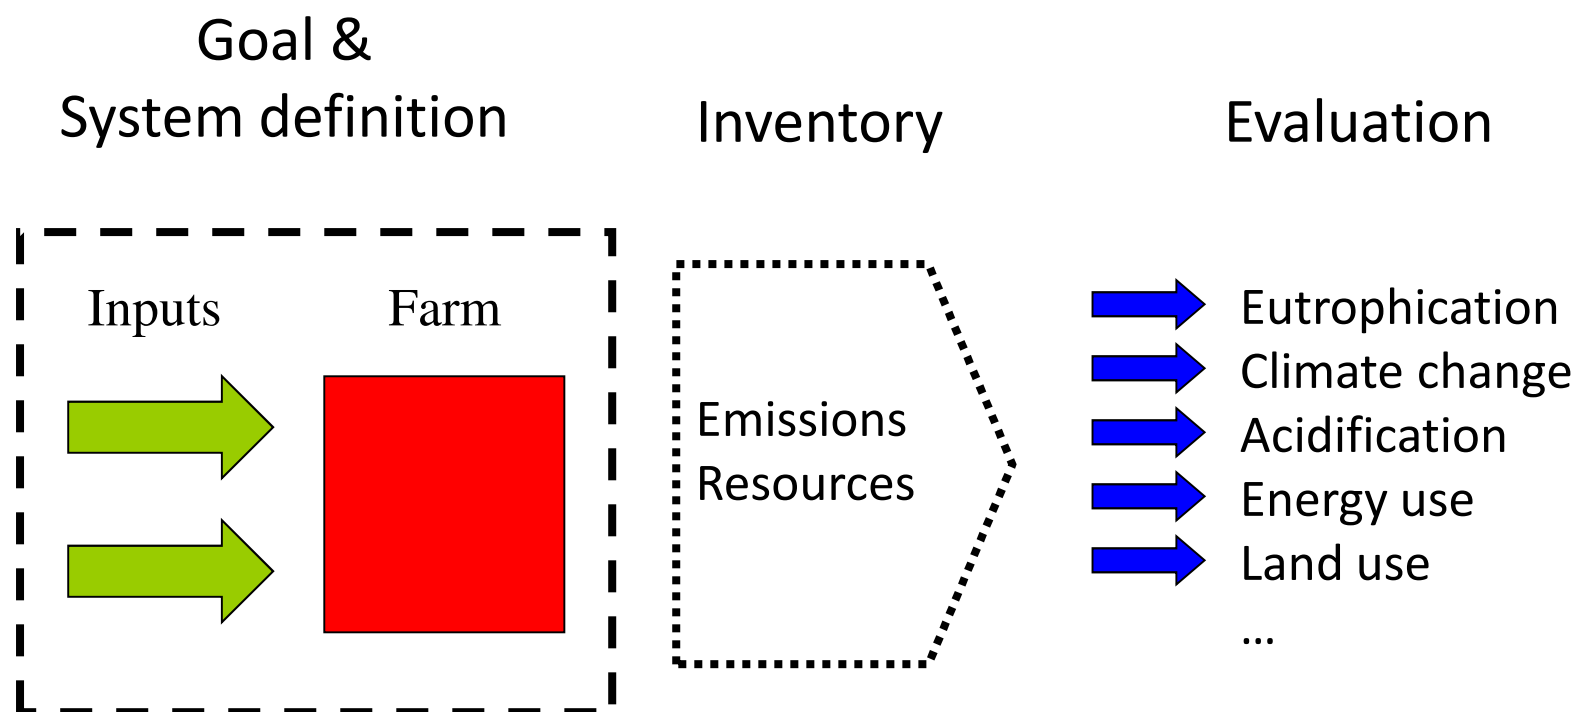 Goal &
System definition
Inventory
Evaluation
Inputs
Farm
Emissions
Resources
Eutrophication
Climate change
Acidification
Energy use
Land use
...